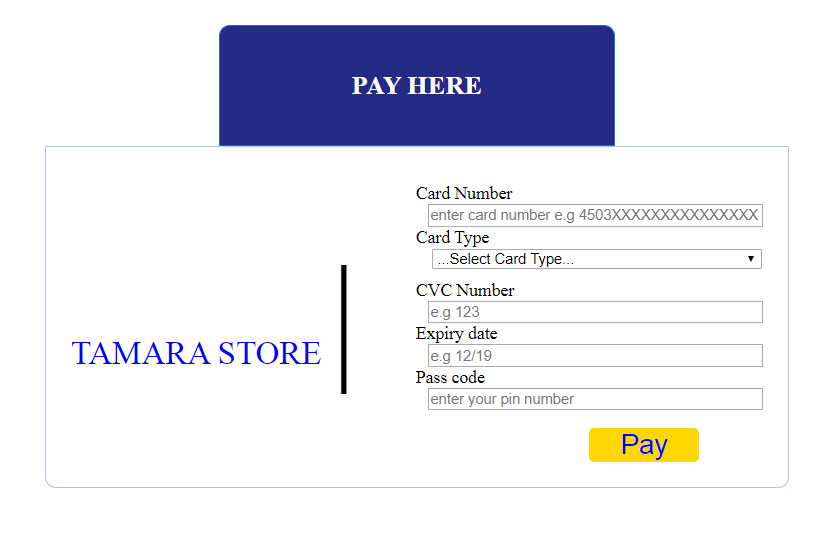 PAY HERE
TAMARA STORE
Card Number
enter card number e.g 4503XXXXXXXXXXXXXXX
Card Type
...Select Card Type...
CVC Number
e.g 123
Expiry date
e.g 12/19
Pass code
enter your pin number
Pay